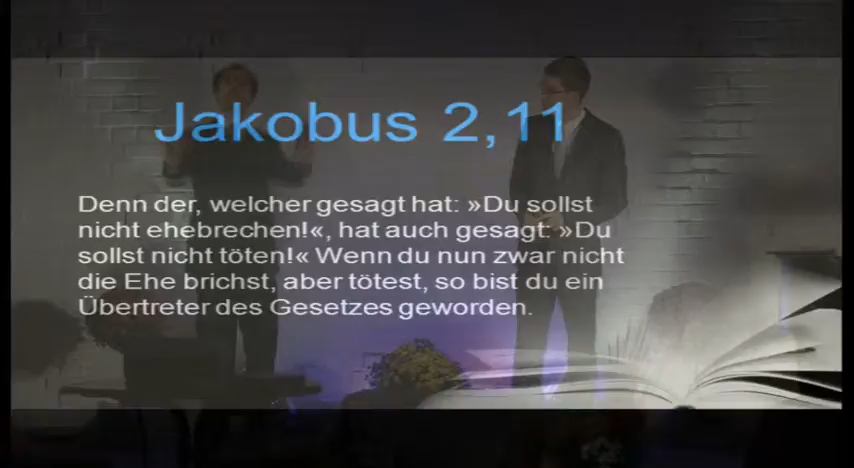 Jakobus 2,11
Denn der, welcher gesagt hat: »Du sollst
nicht ehebrechen!«, hat auch gesagt: »Du
sollst nicht töten!« Wenn du nun zwar nicht
die Ehe brichst, aber tötest, so bist du ein
Übertreter des Gesetzes geworden.